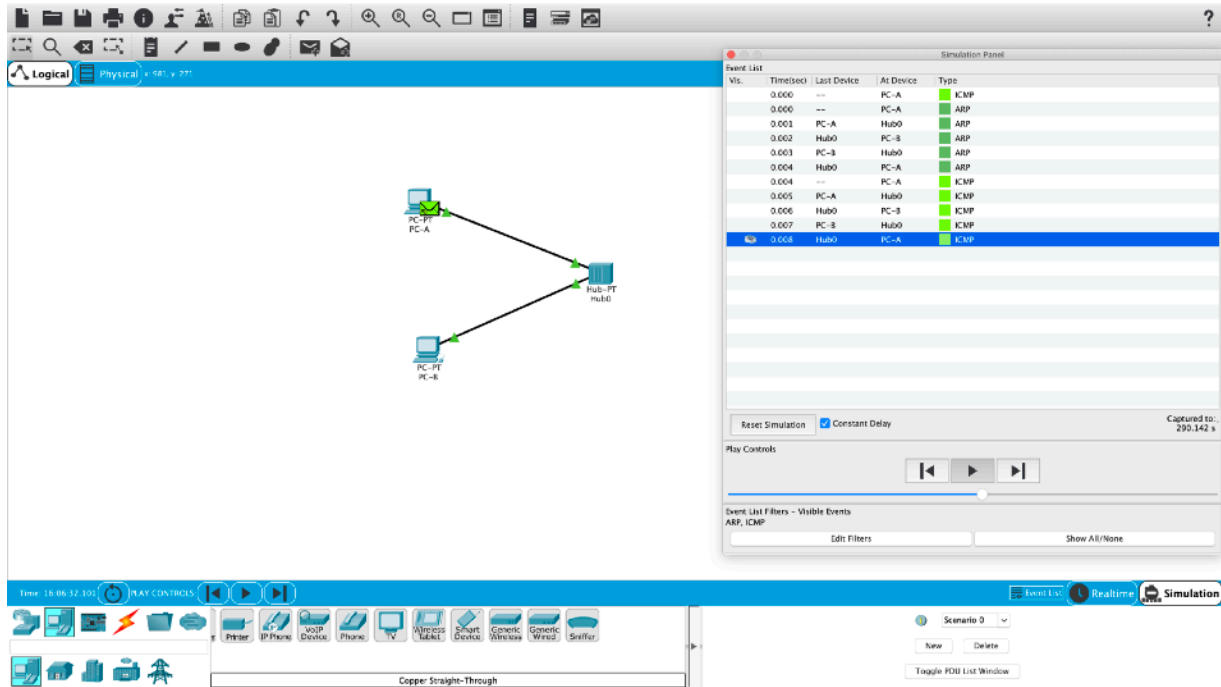 ?
Logical
Physical x: 981, y: 271
Simulation Panel
Event List
Vis. Time(sec) Last Device At Device Type
0.000 -- PC-A ICMP
0.000 -- PC-A ARP
0.001 PC-A Hub0 ARP
0.002 Hub0 PC-B ARP
0.003 PC-B Hub0 ARP
0.004 Hub0 PC-A ARP
0.004 -- PC-A ICMP
0.005 PC-A Hub0 ICMP
0.006 Hub0 PC-B ICMP
0.007 PC-B Hub0 ICMP
0.008 Hub0 PC-A ICMP
PC-PT
PC-A
Hub-PT
Hub0
PC-PT
PC-B
Reset Simulation
Constant Delay
Captured to:
290.142 s
Play Controls
Event List Filters - Visible Events
ARP, ICMP
Edit Filters
Show All/None
Time: 16:06:32.101
PLAY CONTROLS:
Event List
Realtime
Simulation
Printer
IP Phone
VoIP Device
Phone
TV
Wireless Tablet
Smart Device
Generic Wireless
Generic Wired
Sniffer
Copper Straight-Through
Scenario 0
New
Delete
Toggle PDU List Window